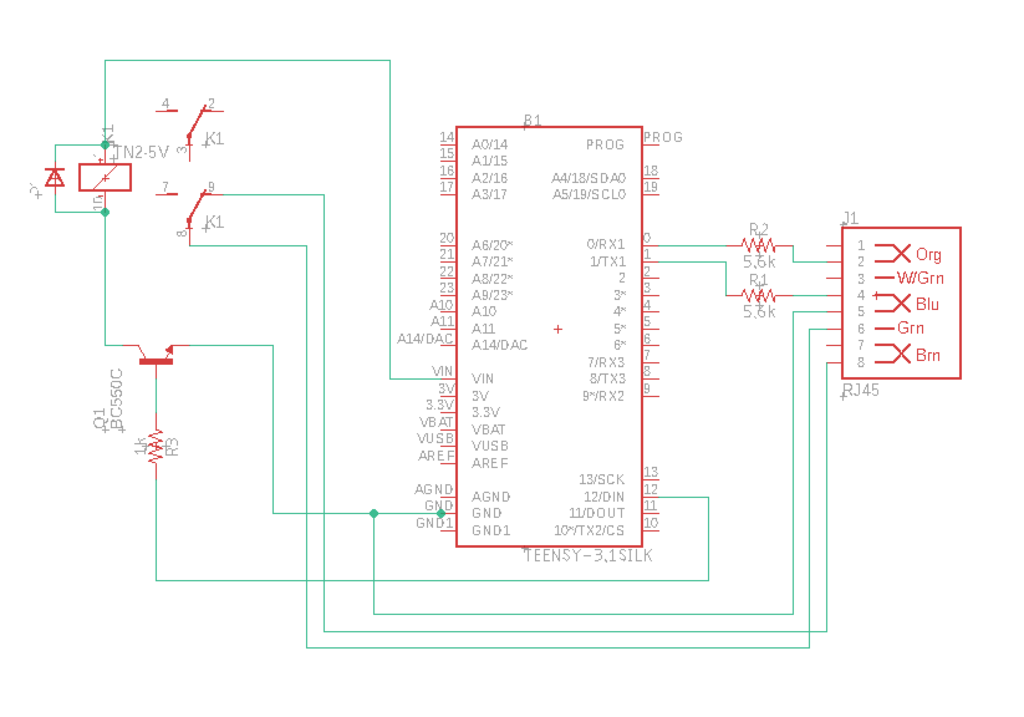 K1
TN2-5V
4 2
3
K1
7 9
8
K1
Q1
BC550C
1k
R3
B1
14 A0/14
15 A1/15
16 A2/16
17 A3/17
20 A6/20*
21 A7/21*
22 A8/22*
23 A9/23*
A10 A10
A11 A11
A14/DAC A14/DAC
VIN VIN
3V 3V
3.3V 3.3V
VBAT VBAT
VUSB VUSB
AREF AREF
AGND AGND
GND GND
GND1 GND1
PROG PROG
A4/18/SDA0 18
A5/19/SCL0 19
0/RX1 0
1/TX1 1
2 2
3* 3
4* 4
5* 5
6* 6
7/RX3 7
8/TX3 8
9*/RX2 9
13/SCK 13
12/DIN 12
11/DOUT 11
10*/TX2/CS 10
TEENSY-3.1SILK
R2
5.6k
R1
5.6k
J1
1
2 Org
3 W/Grn
4
5 Blu
6 Grn
7
8 Brn
RJ45